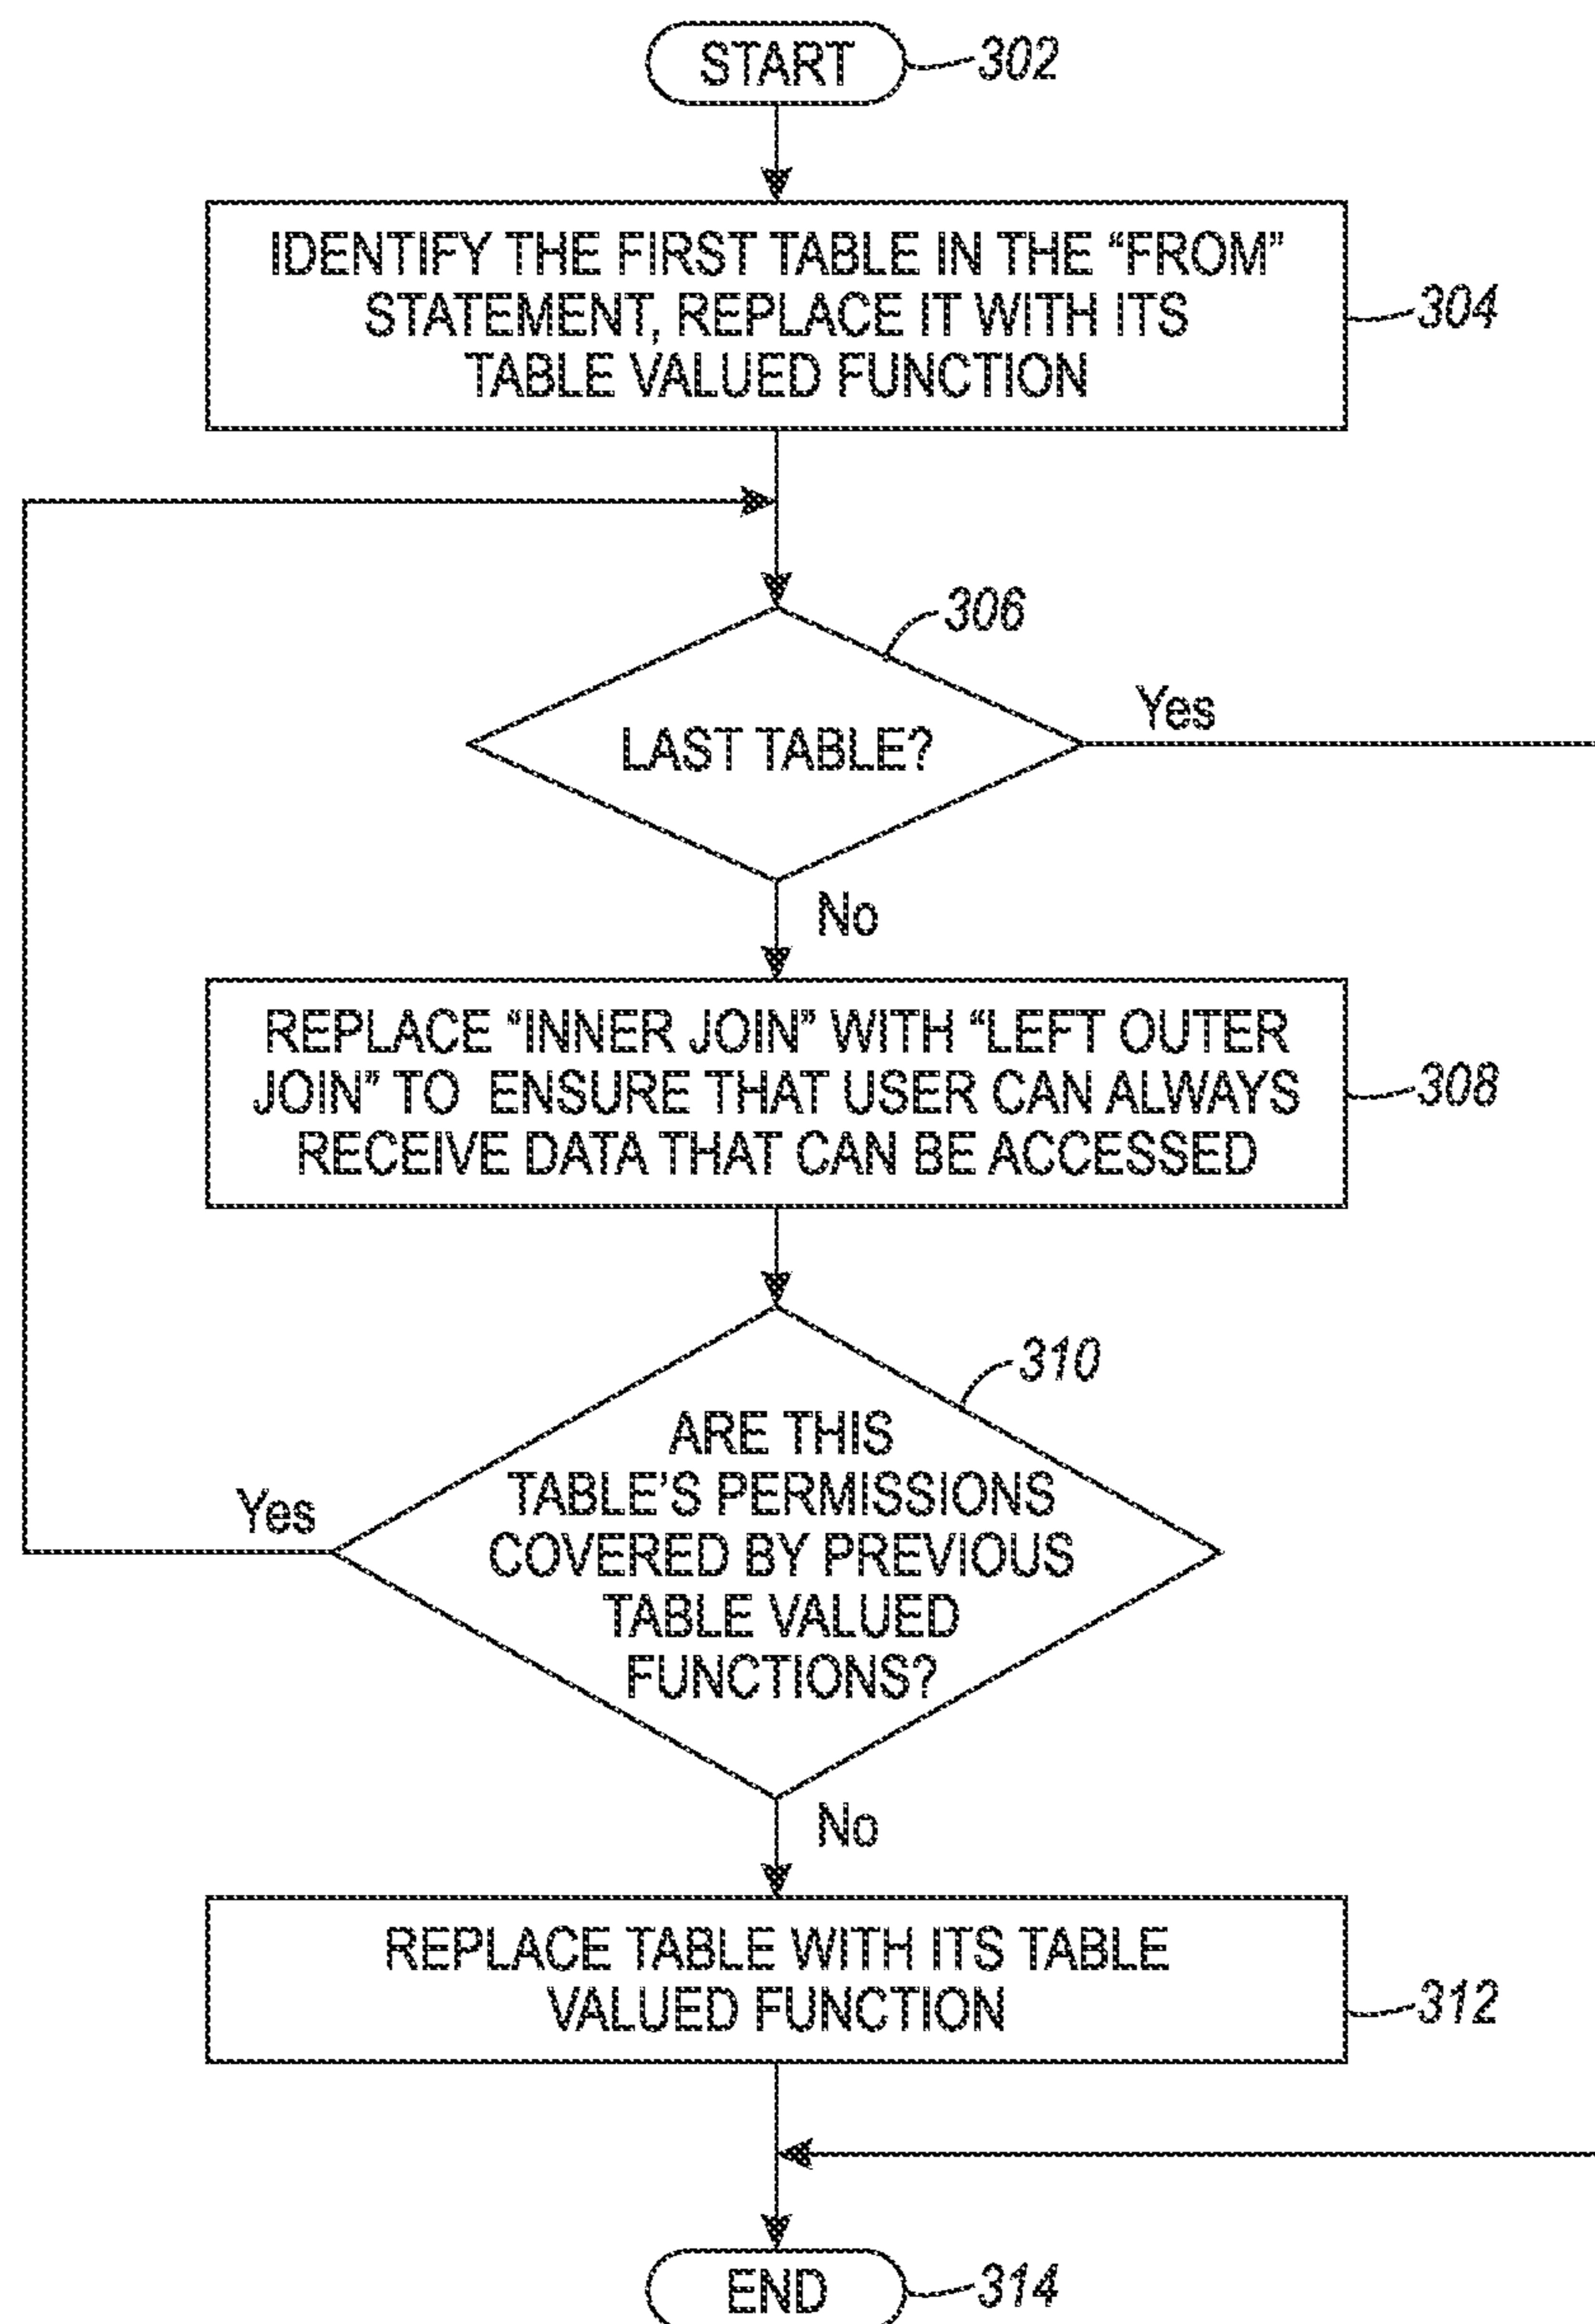 START
302
IDENTIFY THE FIRST TABLE IN THE “FROM”
STATEMENT, REPLACE IT WITH ITS
TABLE VALUED FUNCTION
304
306
LAST TABLE?
Yes
No
REPLACE “INNER JOIN” WITH “LEFT OUTER
JOIN” TO ENSURE THAT USER CAN ALWAYS
RECEIVE DATA THAT CAN BE ACCESSED
308
310
ARE THIS
TABLE’S PERMISSIONS
COVERED BY PREVIOUS
TABLE VALUED
FUNCTIONS?
Yes
No
REPLACE TABLE WITH ITS TABLE
VALUED FUNCTION
312
END
314